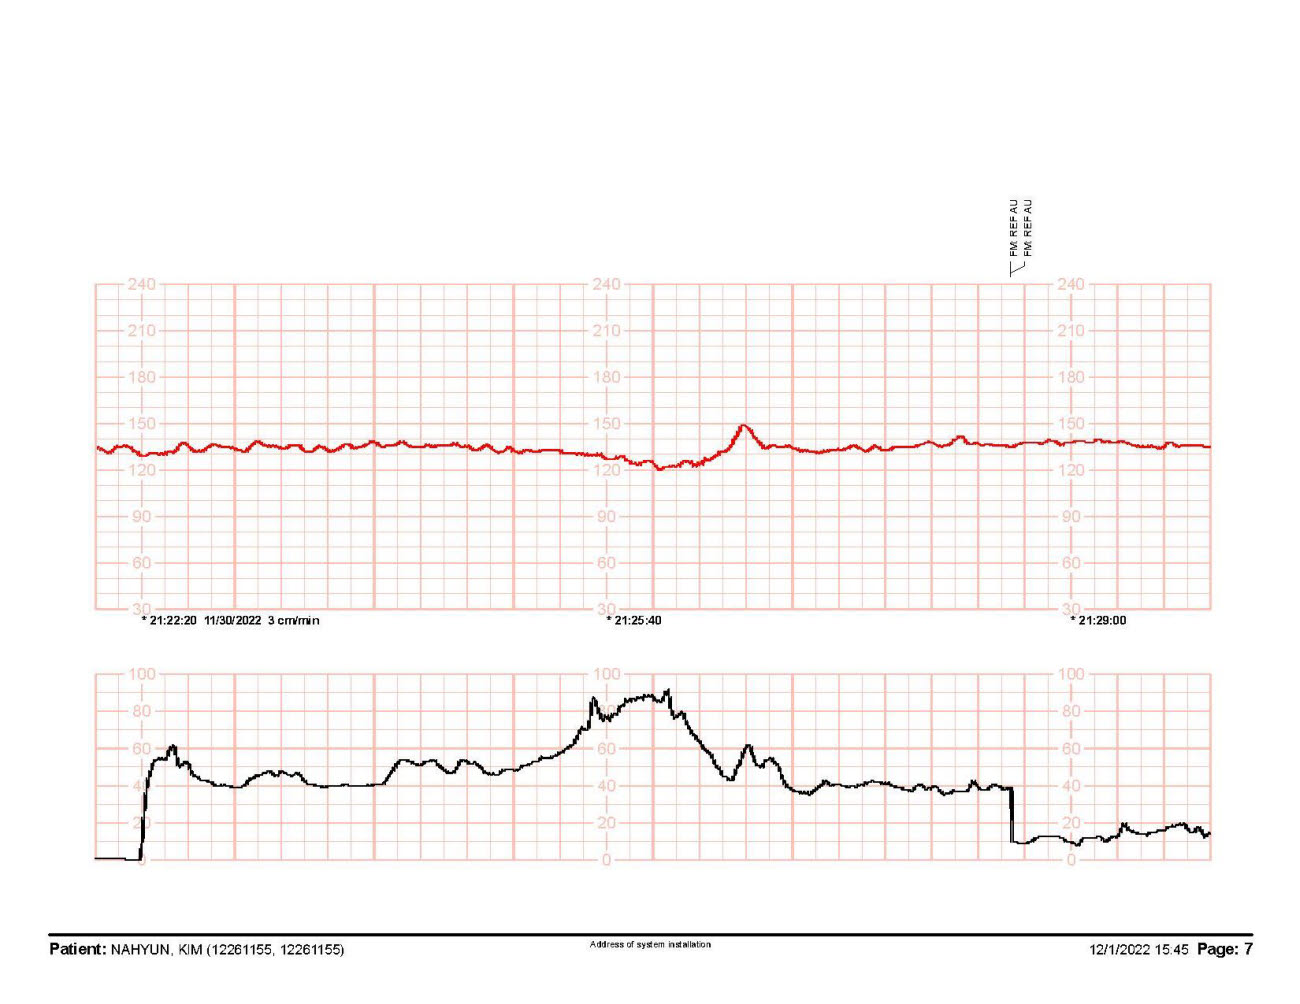 FM: REF AU
FM: REF AU
240 240 240
210 210 210
180 180 180
150 150 150
120 120 120
90 90 90
60 60 60
30 30 30
* 21:22:20 11/30/2022 3 cm/min * 21:25:40 * 21:29:00
100 100 100
80 80 80
60 60 60
40 40 40
20 20 20
0 0 0
Patient: NAHYUN, KIM (12261155, 12261155) Address of system installation 12/1/2022 15:45 Page: 7